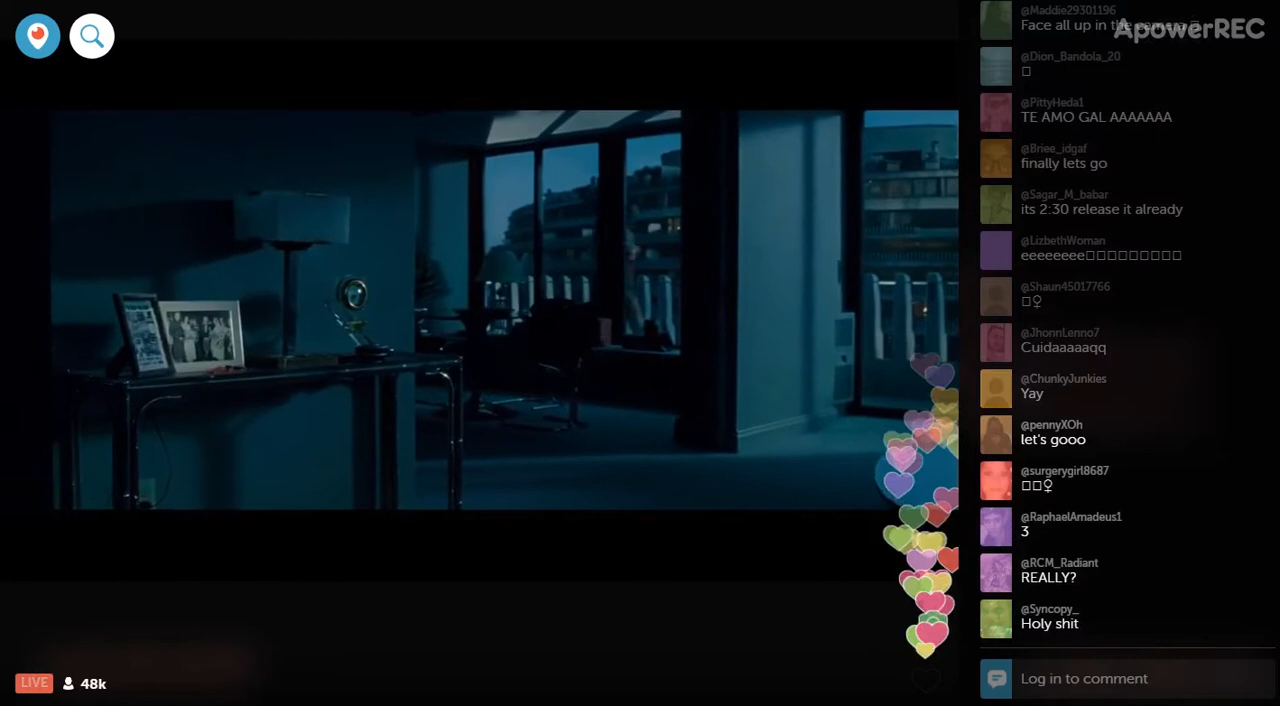 @Maddie29301196
Face all up in the camera
ApowerREC
@Dion_Bandola_20
@PittyHeda1
TE AMO GAL AAAAAAA
@Briee_idgaf
finally lets go
@Sagar_M_babar
its 2:30 release it already
@LizbethWoman
eeeeeeee□□□□□□□□□
@Shaun45017766
□♀
@JhonnLenno7
Cuidaaaaaqq
@ChunkyJunkies
Yay
@pennyXOh
let's gooo
@surgerygirl8687
□□♀
@RaphaelAmadeus1
3
@RCM_Radiant
REALLY?
@Syncopy_
Holy shit
LIVE 48k
Log in to comment